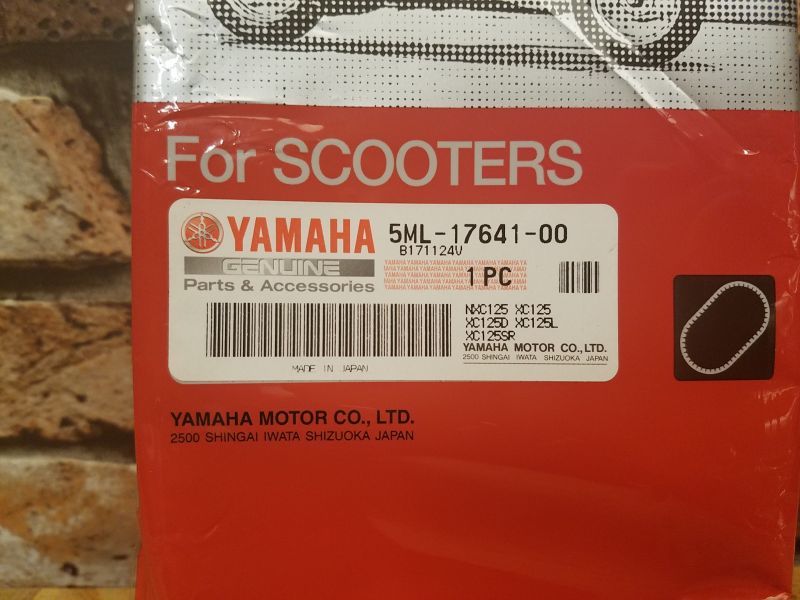 For SCOOTERS
YAMAHA 5ML-17641-00
B171124V
GENUINE
Parts & Accessories
YAMAHA YAMAHA YAMAHA YAMAHA YAMAHA YA
1 PC
NXC125 XC125
XC125D XC125L
XC125SR
YAMAHA MOTOR CO.,LTD.
2500 SHINGAI IWATA SHIZUOKA JAPAN
MADE IN JAPAN
YAMAHA MOTOR CO., LTD.
2500 SHINGAI IWATA SHIZUOKA JAPAN